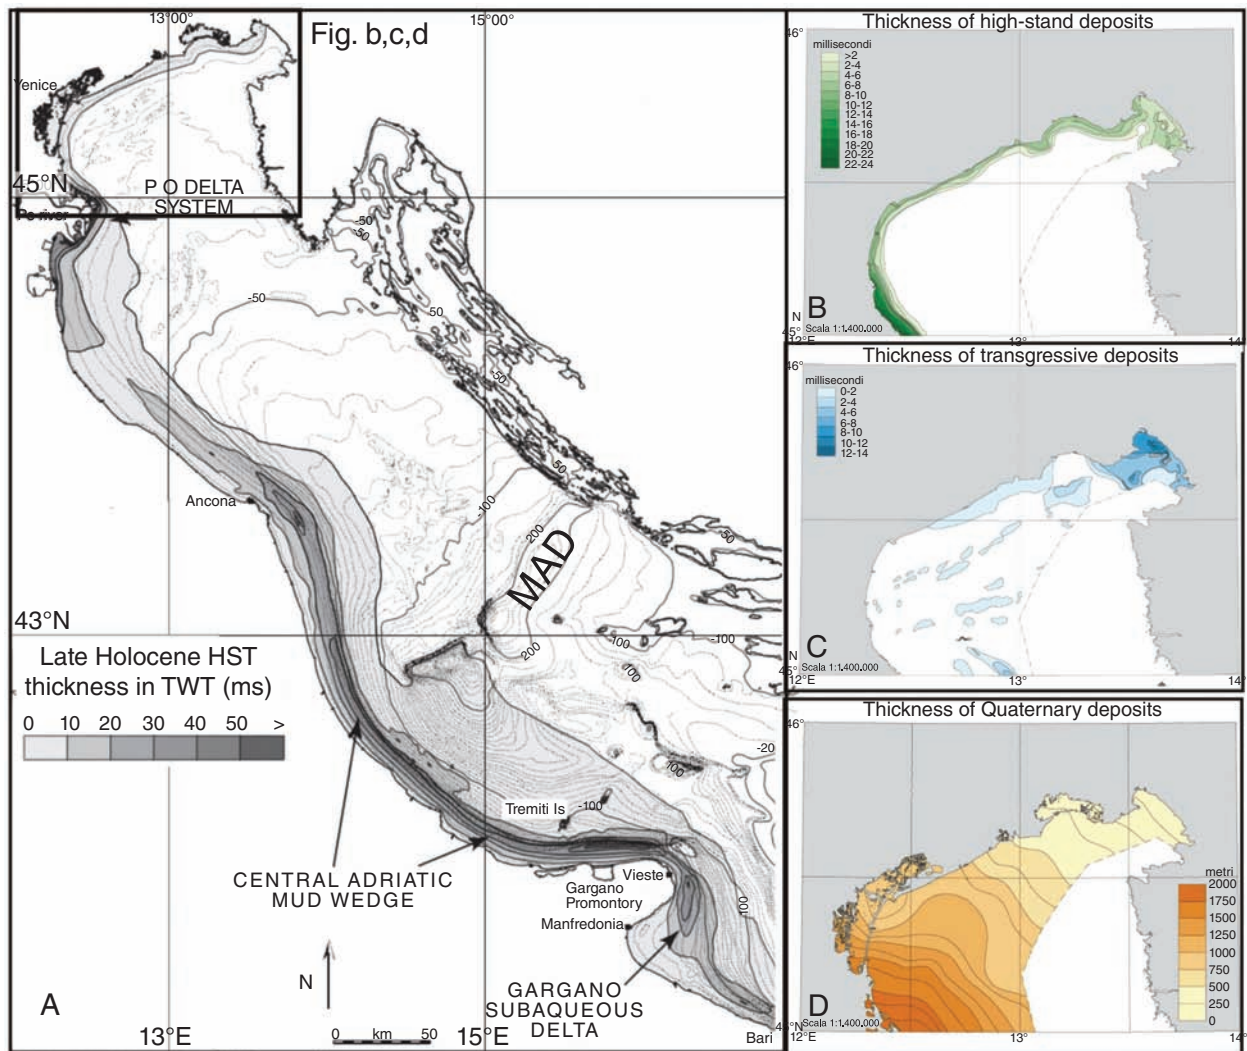 13°00'
15°00°
Fig. b,c,d
Venice
45°N
P O DELTA
SYSTEM
Po river
-50
-50
-50
50
-50
50
Ancona
-100
200
MAD
-50
43°N
-100
-100
200
100
Late Holocene HST
thickness in TWT (ms)
0 10 20 30 40 50 >
-20
100
Tremiti Is
-100
CENTRAL ADRIATIC
MUD WEDGE
Vieste
Gargano
Promontory
Manfredonia
100
N
A
GARGANO
SUBAQUEOUS
DELTA
0 km 50
13°E
15°E
Bari
Thickness of high-stand deposits
46°
millisecondi
>2
2-4
4-6
6-8
8-10
10-12
12-14
14-16
16-18
18-20
20-22
22-24
B
N
45°
Scala 1:1.400.000
12°E
13°
14°
Thickness of transgressive deposits
46°
millisecondi
0-2
2-4
4-6
6-8
8-10
10-12
12-14
C
N
45°
Scala 1:1.400.000
12°E
13°
14°
Thickness of Quaternary deposits
46°
metri
2000
1750
1500
1250
1000
750
500
250
0
D
Scala 1:1.400.000
12°E
13°
14°